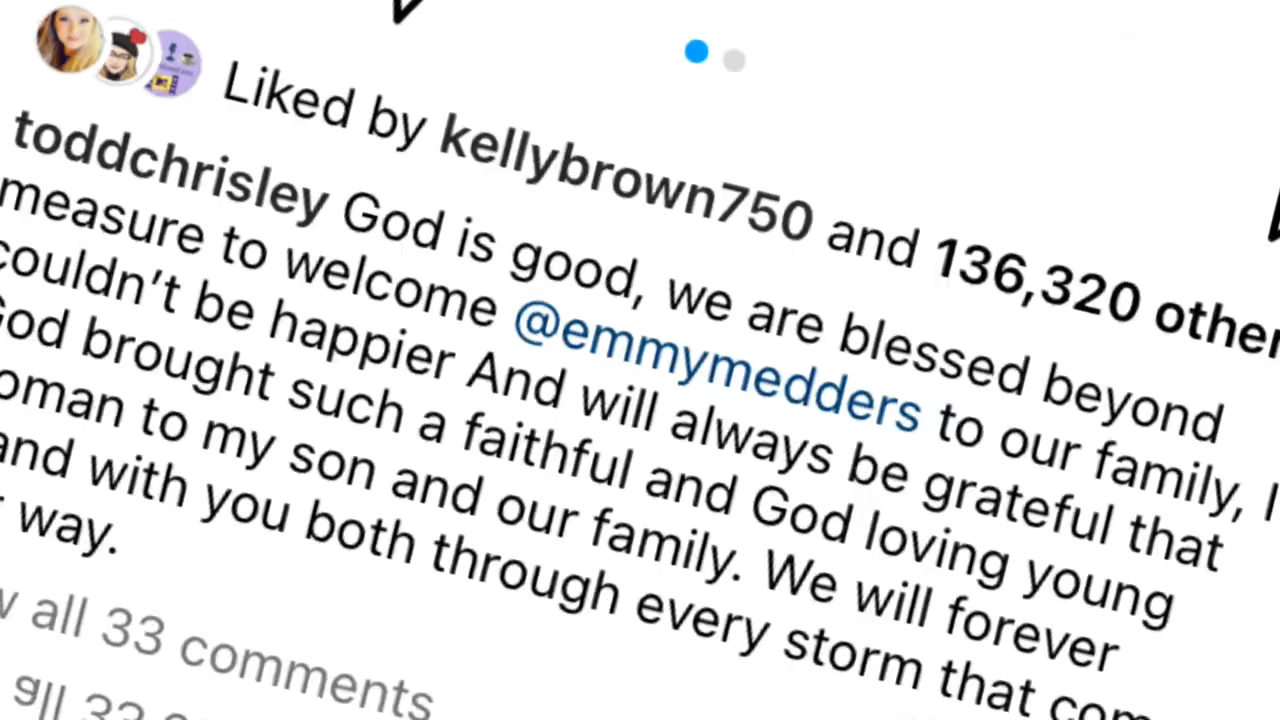 Liked by kellybrown750 and 136,320 other
toddchrisley God is good, we are blessed beyond
measure to welcome @emmymedders to our family, I
couldn't be happier And will always be grateful that
God brought such a faithful and God loving young
oman to my son and our family. We will forever
and with you both through every storm that com
way.
all 33 comments